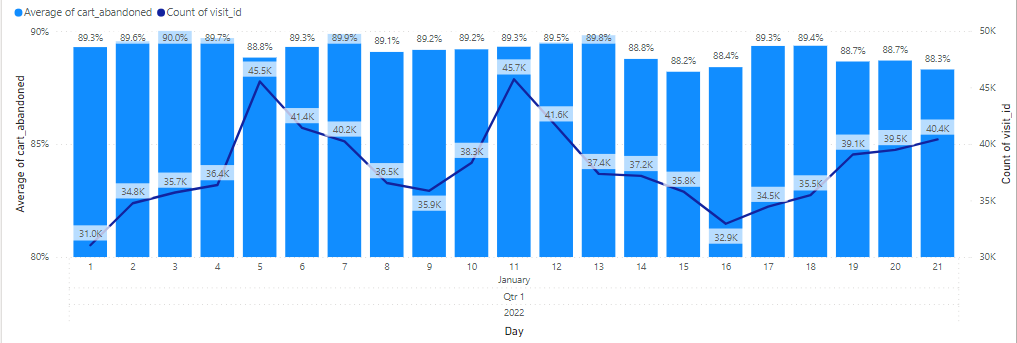 Average of cart_abandoned Count of visit_id
90% 89.3% 89.6% 90.0% 89.7% 88.8% 89.3% 89.9% 89.1% 89.2% 89.2% 89.3% 89.5% 89.8% 88.8% 88.2% 88.4% 89.3% 89.4% 88.7% 88.7% 88.3% 50K
45K
85% 40K
35K
80% 30K
31.0K 34.8K 35.7K 36.4K 45.5K 41.4K 40.2K 36.5K 35.9K 38.3K 45.7K 41.6K 37.4K 37.2K 35.8K 32.9K 34.5K 35.5K 39.1K 39.5K 40.4K
Average of cart_abandoned
Count of visit_id
1 2 3 4 5 6 7 8 9 10 11 12 13 14 15 16 17 18 19 20 21
January
Qtr 1
2022
Day